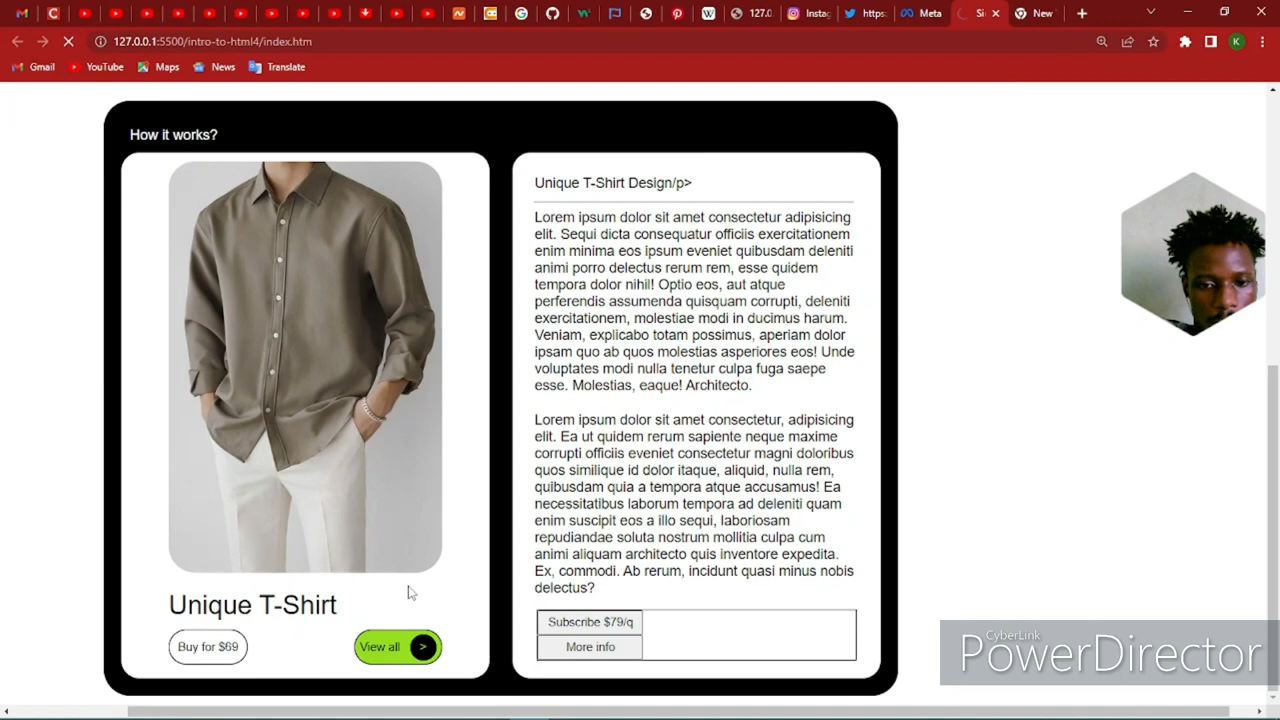 127.0.
Insta
https:
Meta
Si
New
127.0.0.1:5500/intro-to-html4/index.htm
K
Gmail
YouTube
Maps
News
Translate
How it works?
Unique T-Shirt
Buy for $69
View all >
Unique T-Shirt Design/p>
Lorem ipsum dolor sit amet consectetur adipisicing
elit. Sequi dicta consequatur officiis exercitationem
enim minima eos ipsum eveniet quibusdam deleniti
animi porro delectus rerum rem, esse quidem
tempora dolor nihil! Optio eos, aut atque
perferendis assumenda quisquam corrupti, deleniti
exercitationem, molestiae modi in ducimus harum.
Veniam, explicabo totam possimus, aperiam dolor
ipsam quo ab quos molestias asperiores eos! Unde
voluptates modi nulla tenetur culpa fuga saepe
esse. Molestias, eaque! Architecto.
Lorem ipsum dolor sit amet consectetur, adipisicing
elit. Ea ut quidem rerum sapiente neque maxime
corrupti officiis eveniet consectetur magni doloribus
quos similique id dolor itaque, aliquid, nulla rem,
quibusdam quia a tempora atque accusamus! Ea
necessitatibus laborum tempora ad deleniti quam
enim suscipit eos a illo sequi, laboriosam
repudiandae soluta nostrum mollitia culpa cum
animi aliquam architecto quis inventore expedita.
Ex, commodi. Ab rerum, incidunt quasi minus nobis
delectus?
Subscribe $79/q
More info
CyberLink
PowerDirector